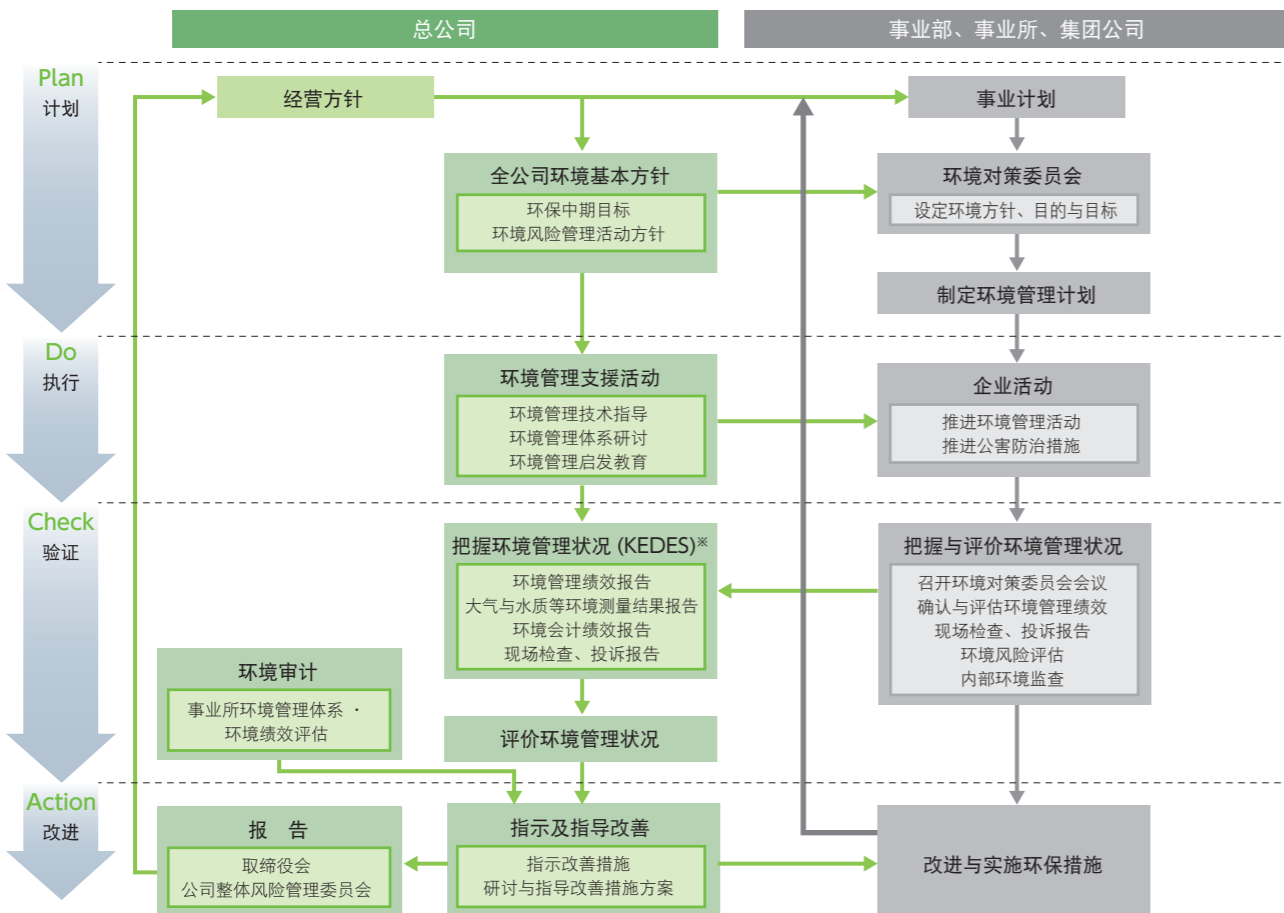 总公司
事业部、事业所、集团公司
Plan
计划
经营方针
事业计划
全公司环境基本方针
环保中期目标
环境风险管理活动方针
环境对策委员会
设定环境方针、目的与目标
制定环境管理计划
Do
执行
环境管理支援活动
环境管理技术指导
环境管理体系研讨
环境管理启发教育
企业活动
推进环境管理活动
推进公害防治措施
Check
验证
把握环境管理状况 (KEDES)※
环境管理绩效报告
大气与水质等环境测量结果报告
环境会计绩效报告
现场检查、投诉报告
把握与评价环境管理状况
召开环境对策委员会会议
确认与评估环境管理绩效
现场检查、投诉报告
环境风险评估
内部环境监查
环境审计
事业所环境管理体系 ·
环境绩效评估
评价环境管理状况
Action
改进
报 告
取缔役会
公司整体风险管理委员会
指示及指导改善
指示改善措施
研讨与指导改善措施方案
改进与实施环保措施